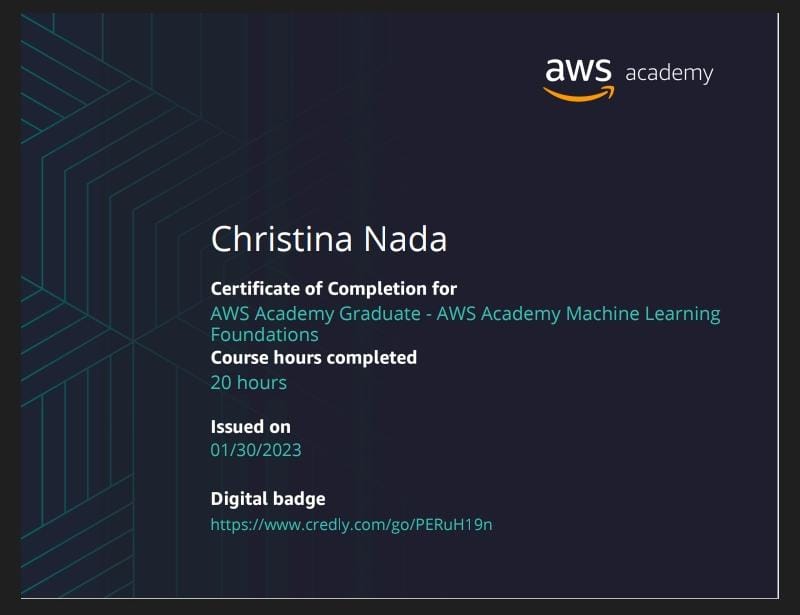 aws academy
Christina Nada
Certificate of Completion for
AWS Academy Graduate - AWS Academy Machine Learning
Foundations
Course hours completed
20 hours
Issued on
01/30/2023
Digital badge
https://www.credly.com/go/PERuH19n